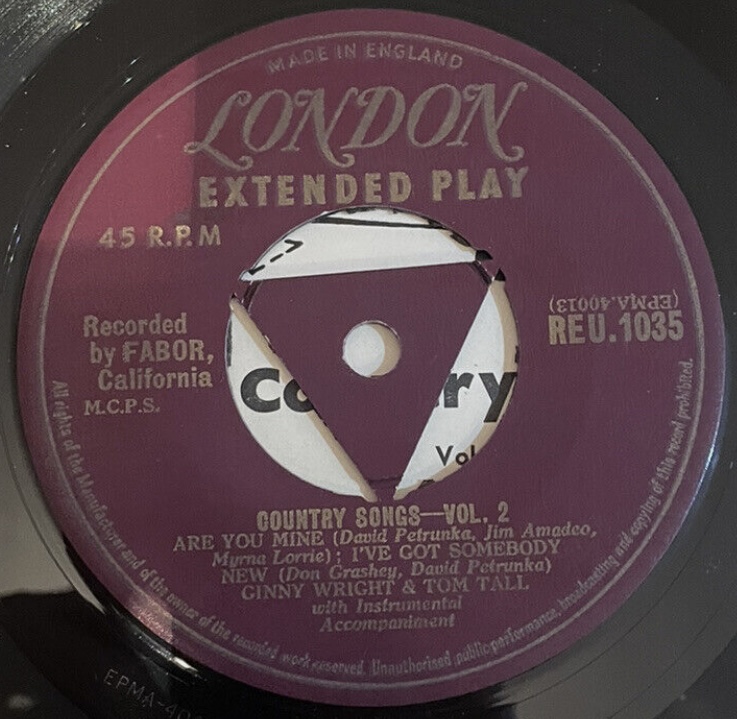 MADE IN ENGLAND
LONDON
EXTENDED PLAY
45 R.P.M
(EPMA.40013)
REU.1035
Recorded
by FABOR,
California
M.C.P.S.
Co ry
Vol
COUNTRY SONGS—VOL. 2
ARE YOU MINE (David Petrunka, Jim Amadeo,
Myrna Lorrie) ; I'VE GOT SOMEBODY
NEW (Don Grashey, David Petrunka)
GINNY WRIGHT & TOM TALL
with Instrumental
Accompaniment
All rights of the Manufacturer and of the owner of the recorded work reserved. Unauthorised public performance, broadcasting and copying of this record prohibited.